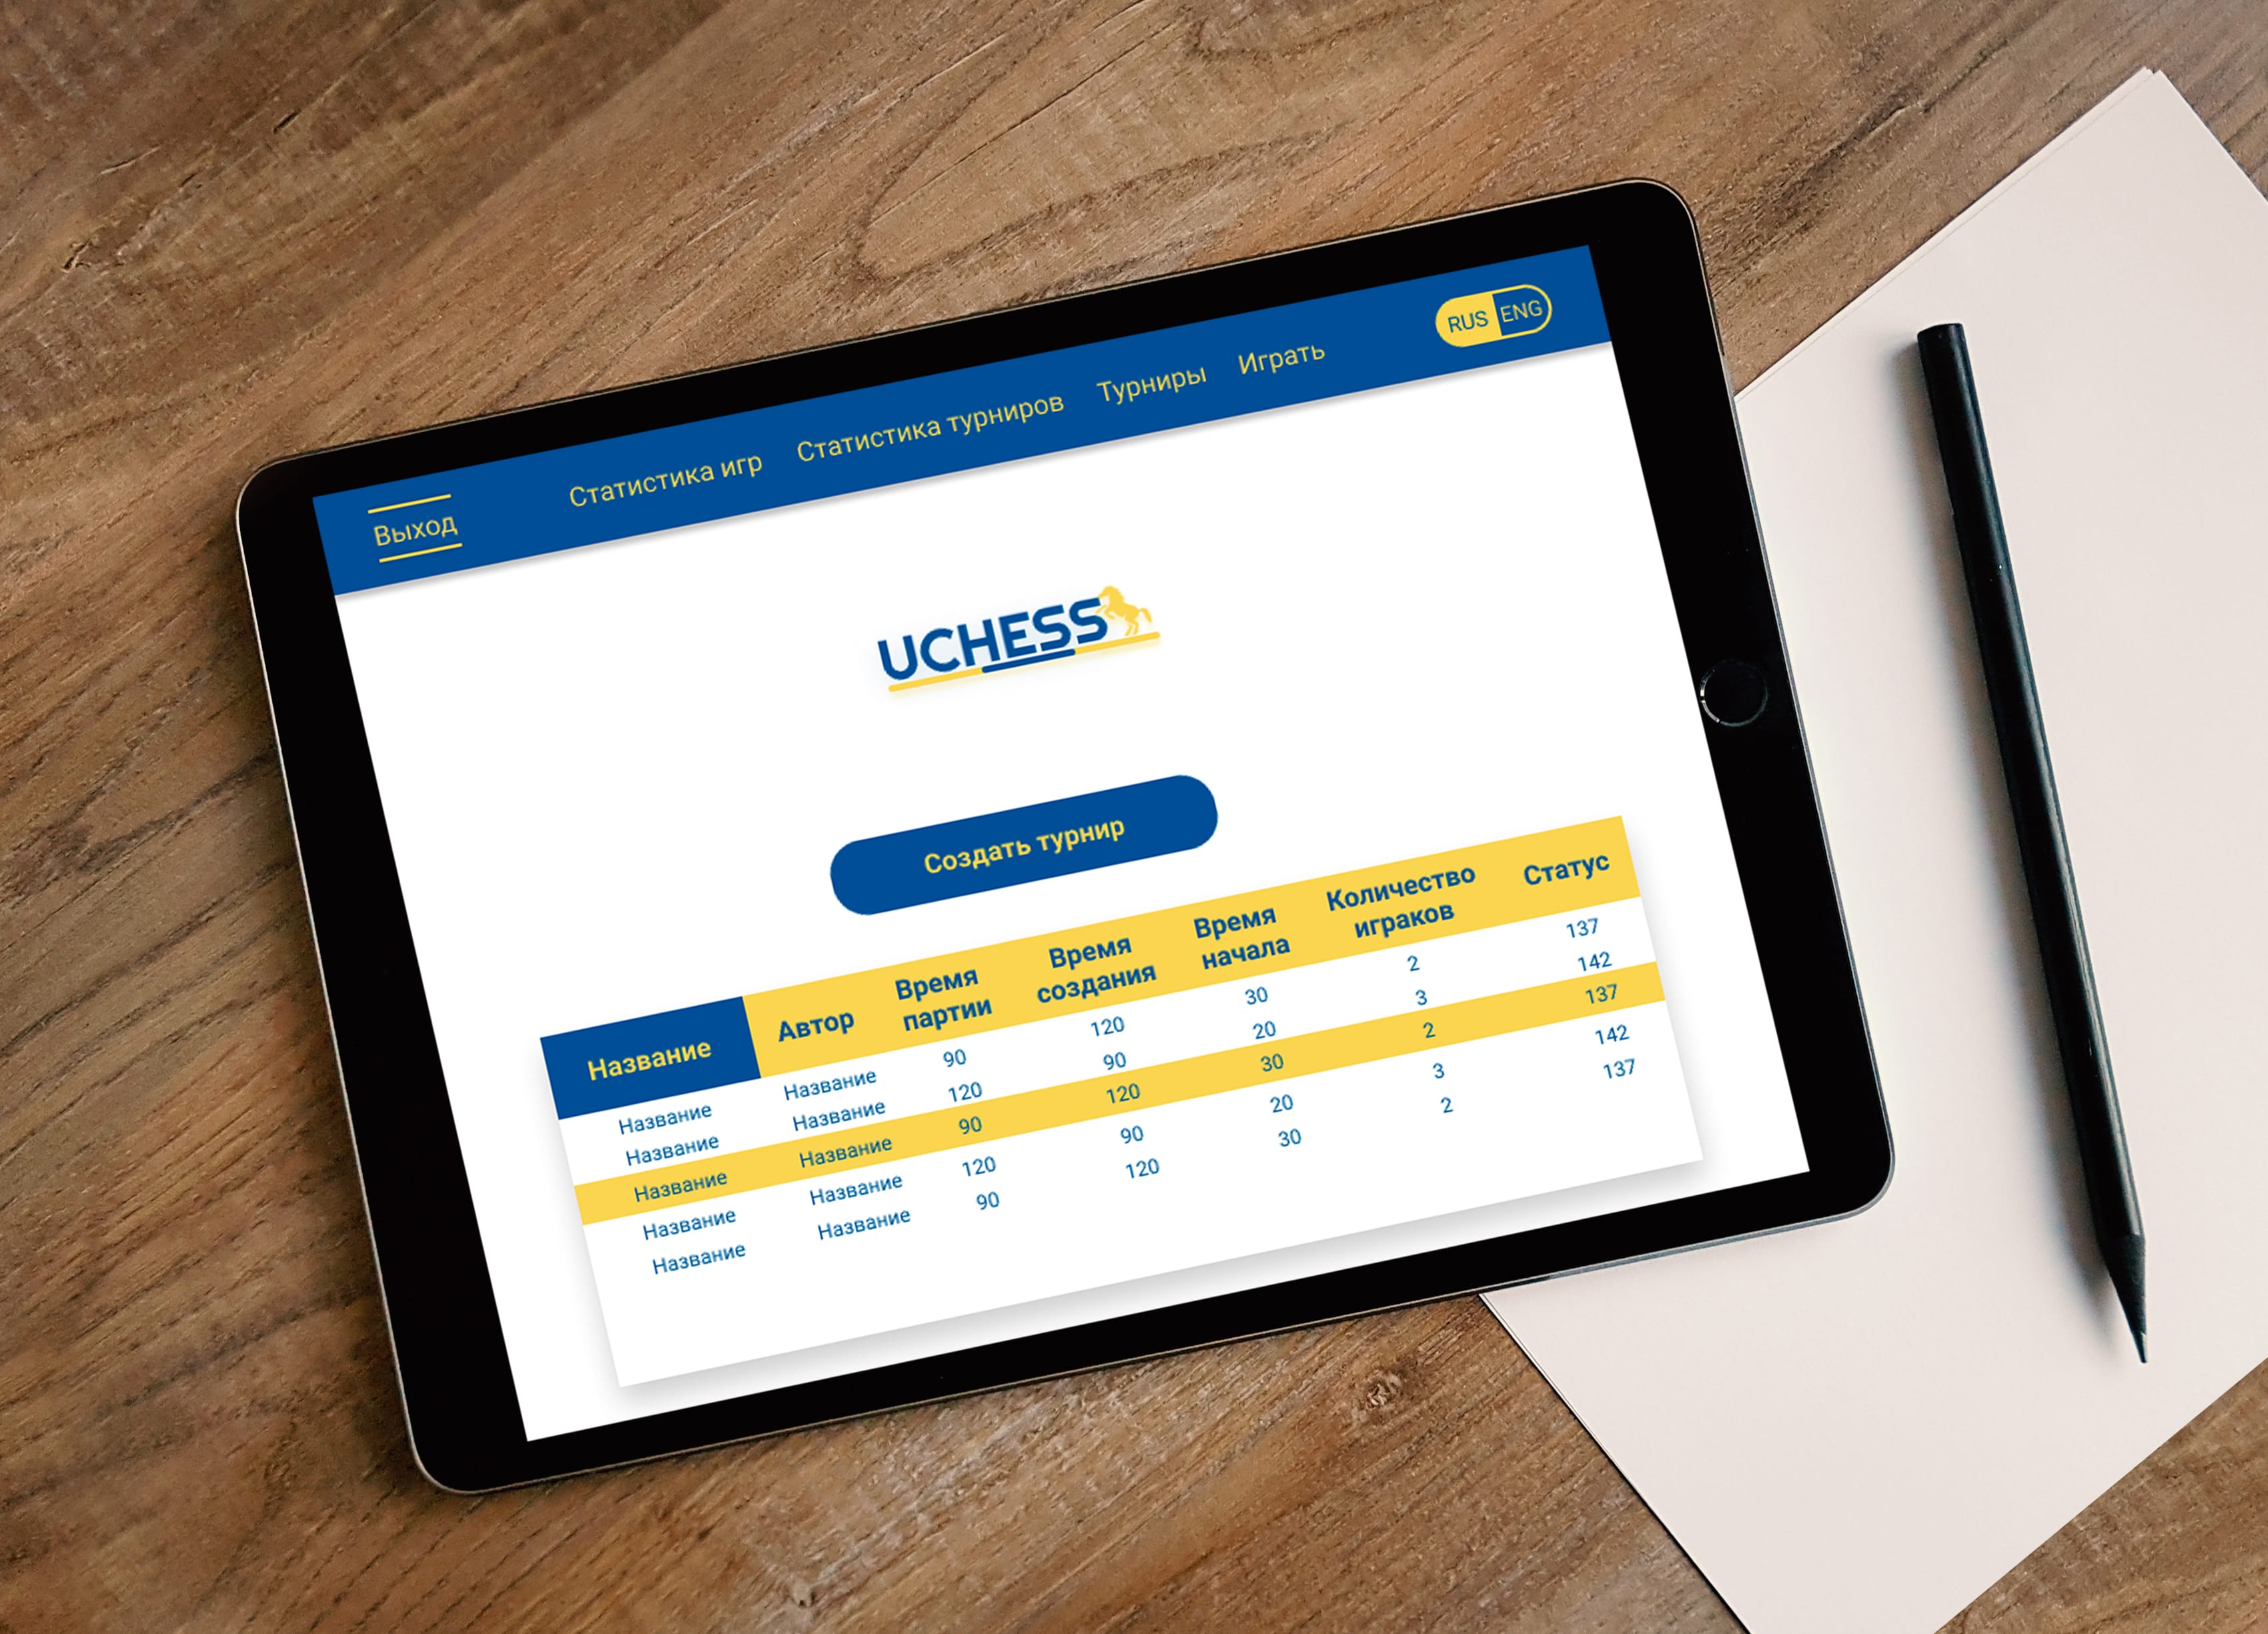 Выход
Статистика игр
Статистика турниров
Турниры
Играть
RUS ENG
UCHESS
Создать турнир
Название Автор Время партии Время создания Время начала Количество играков Статус
Название Название 90 120 30 2 137
Название Название 120 90 20 3 142
Название Название 90 120 30 2 137
Название Название 120 90 20 3 142
Название Название 90 120 30 2 137